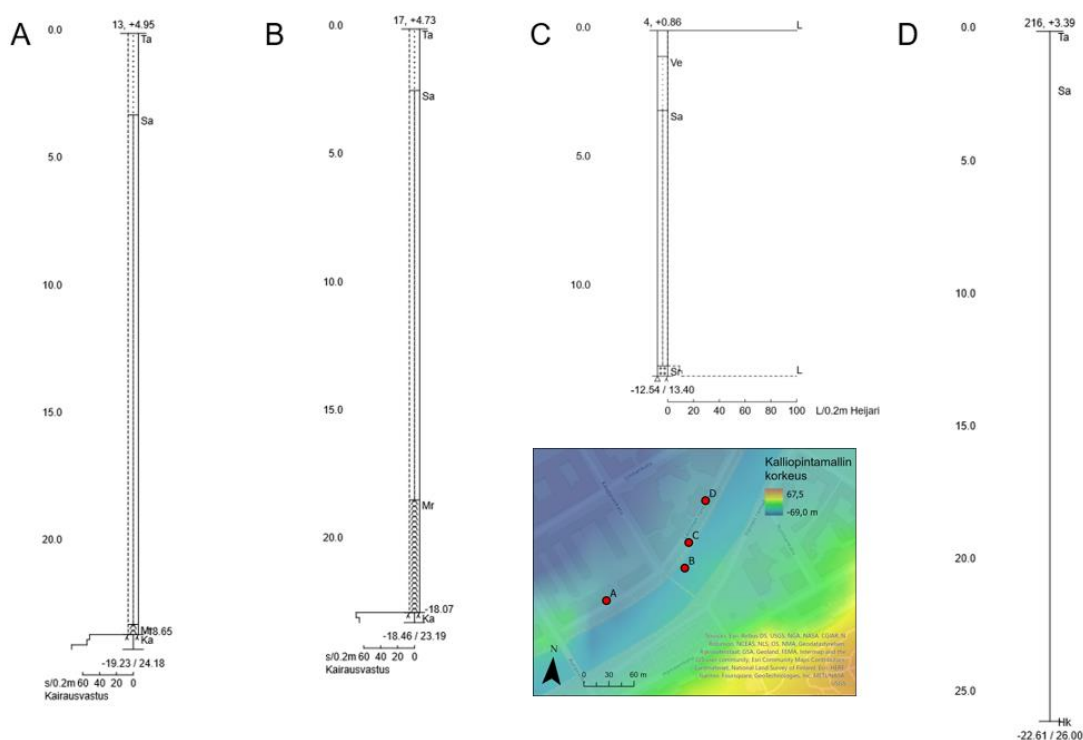 A
13, +4.95
0.0
Ta
Sa
5.0
10.0
15.0
20.0
Mr
-18.65
Ka
-19.23 / 24.18
s/0.2m 60 40 20 0
Kairausvastus
B
17, +4.73
0.0
Ta
Sa
5.0
10.0
15.0
20.0
Mr
-18.07
Ka
-18.46 / 23.19
s/0.2m 60 40 20 0
Kairausvastus
C
4, +0.86
0.0
L
Ve
Sa
5.0
10.0
Sr
L
-12.54 / 13.40
0 20 40 60 80 100 L/0.2m Heijari
Kalliopintamallin
korkeus
67,5
-69,0 m
D
C
B
A
N
0 30 60 m
D
216, +3.39
0.0
Ta
Sa
5.0
10.0
15.0
20.0
25.0
Hk
-22.61 / 26.00